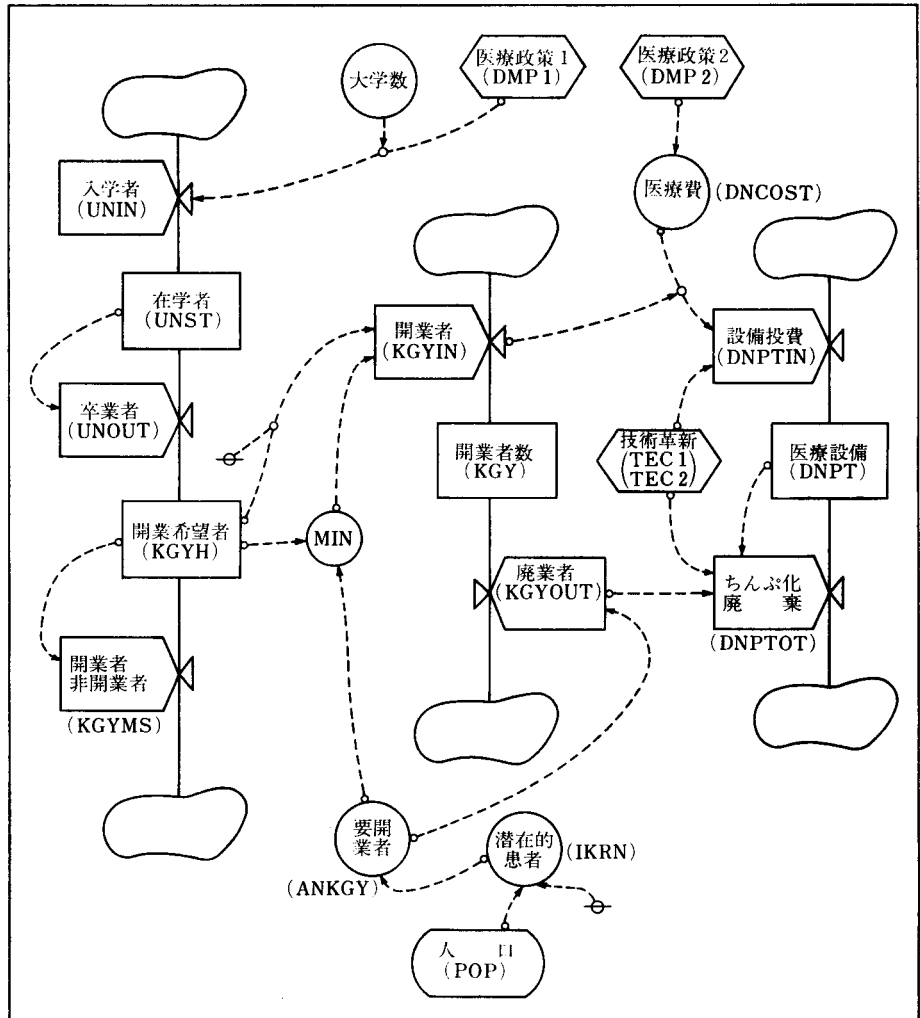 大学数
医療政策1
(DMP1)
医療政策2
(DMP2)
入学者
(UNIN)
医療費
(DNCOST)
在学者
(UNST)
開業者
(KGYIN)
設備投費
(DNPTIN)
卒業者
(UNOUT)
開業者数
(KGY)
技術革新
(TEC1)
(TEC2)
医療設備
(DNPT)
開業希望者
(KGYH)
MIN
廃業者
(KGYOUT)
ちんぷ化
廃棄
(DNPTOT)
開業者
非開業者
(KGYMS)
要開
業者
(ANKGY)
潜在的
患者
(IKRN)
人口
(POP)